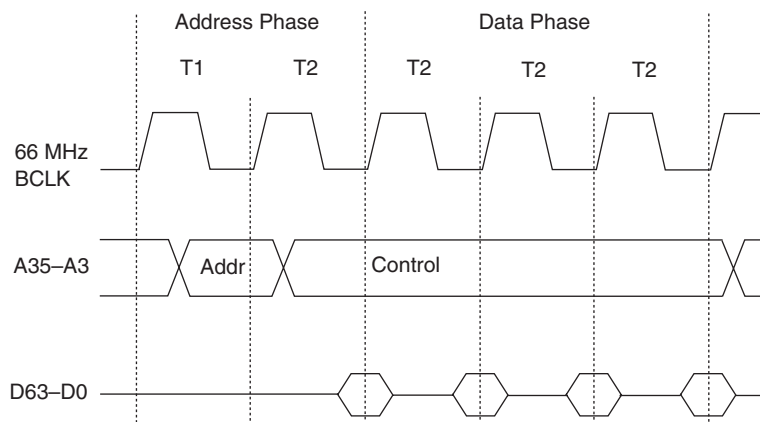 Address Phase Data Phase
T1 T2 T2 T2 T2
66 MHz
BCLK
A35–A3 Addr Control
D63–D0